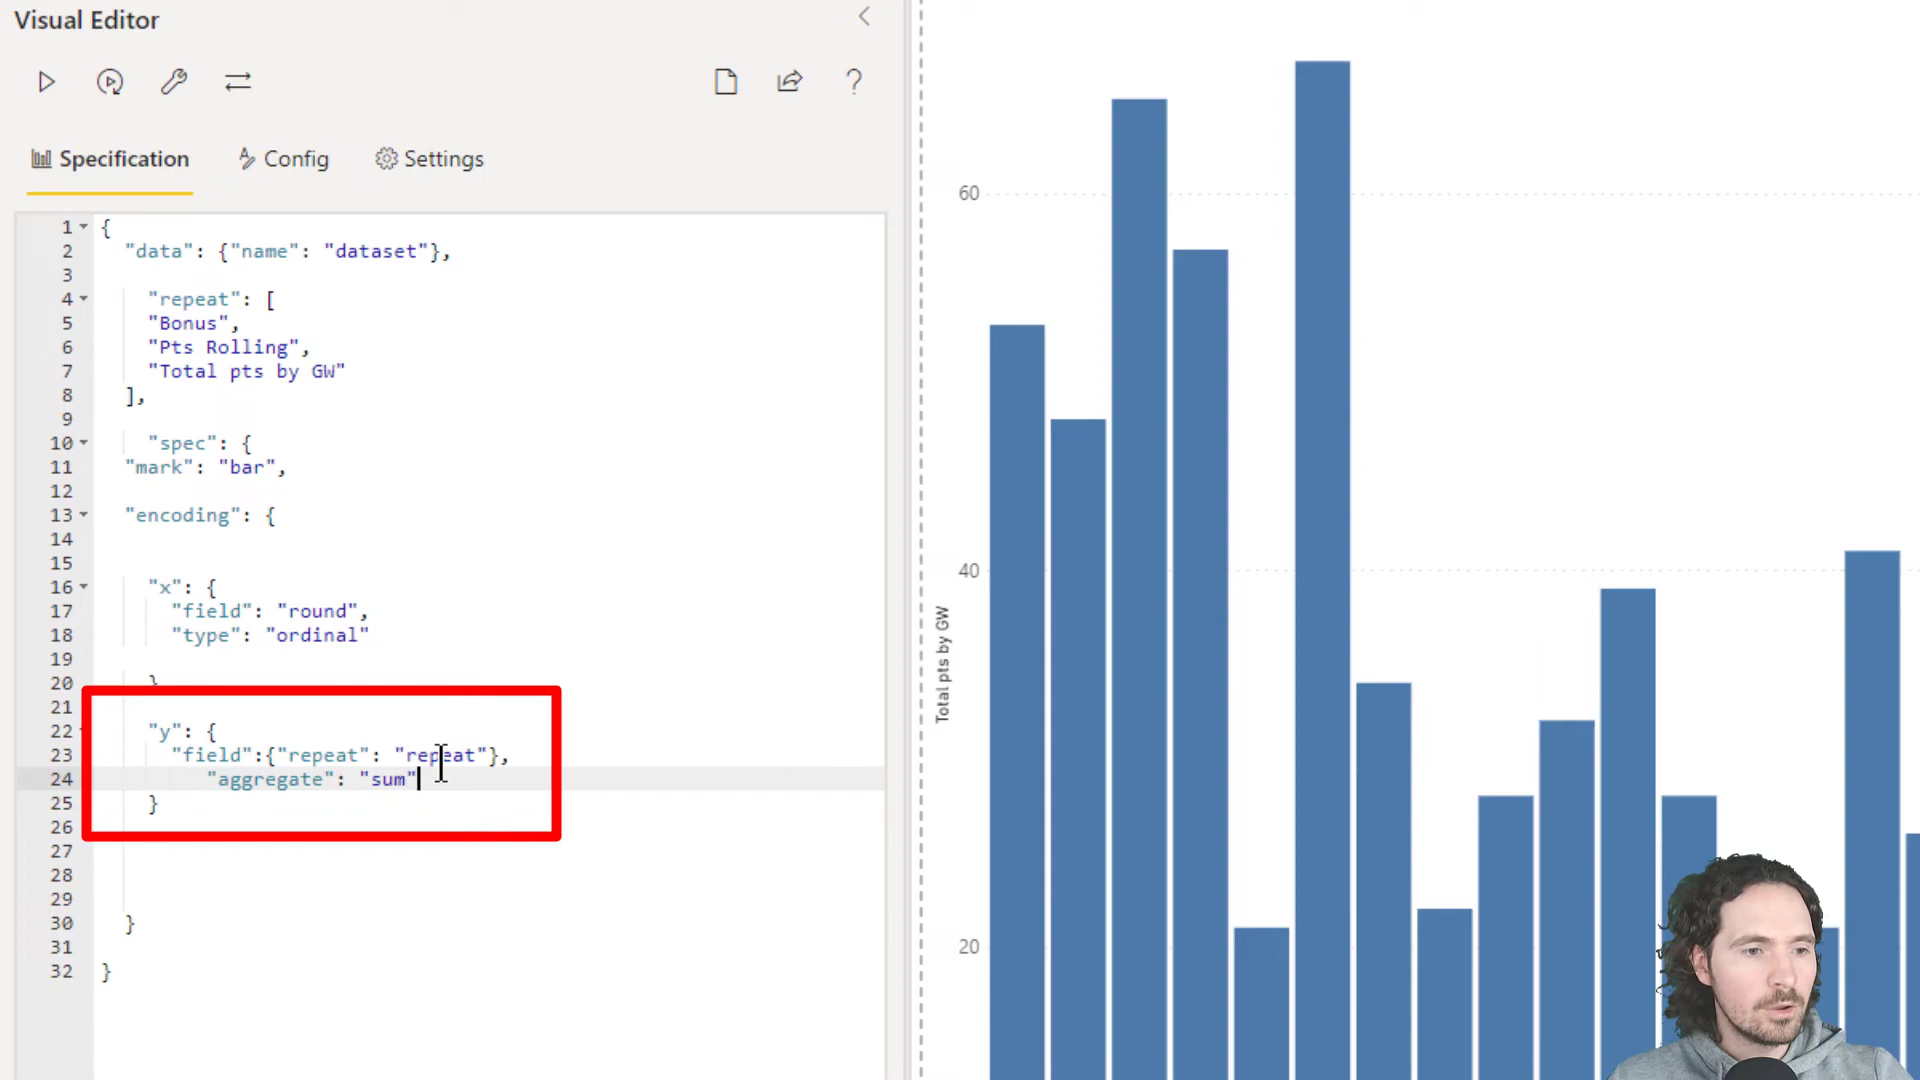 Visual Editor
Specification
Config
Settings
1 {
2 "data": {"name": "dataset"},
3
4 "repeat": [
5 "Bonus",
6 "Pts Rolling",
7 "Total pts by GW"
8 ],
9
10 "spec": {
11 "mark": "bar",
12
13 "encoding": {
14
15
16 "x": {
17 "field": "round",
18 "type": "ordinal"
19
20 }
21
22 "y": {
23 "field":{"repeat": "repeat"},
24 "aggregate": "sum"
25 }
26
27
28
29
30 }
31
32 }
60
40
20
Total pts by GW